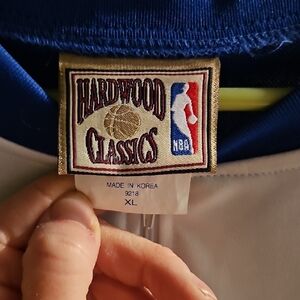 HARDWOOD
CLASSICS
NBA
MADE IN KOREA
9218
XL